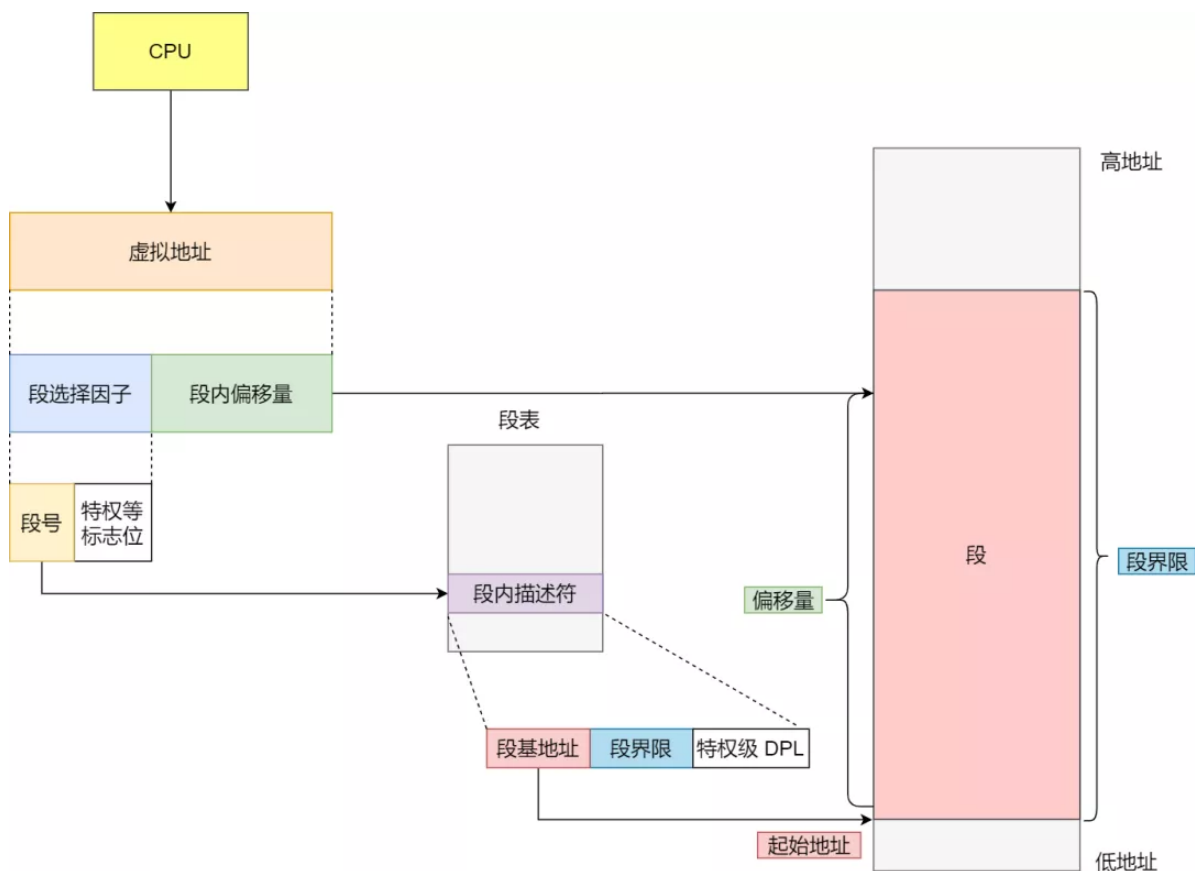 CPU
高地址
虚拟地址
段选择因子
段内偏移量
段表
段号
特权等
标志位
段
段界限
段内描述符
偏移量
段基地址
段界限
特权级 DPL
起始地址
低地址